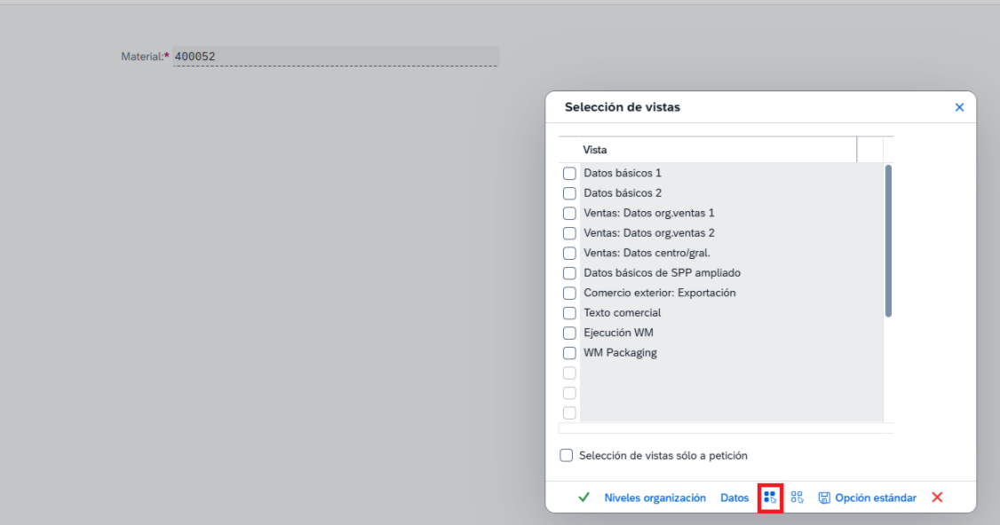 Material:* 400052
Selección de vistas
Vista
Datos básicos 1
Datos básicos 2
Ventas: Datos org.ventas 1
Ventas: Datos org.ventas 2
Ventas: Datos centro/gral.
Datos básicos de SPP ampliado
Comercio exterior: Exportación
Texto comercial
Ejecución WM
WM Packaging
Selección de vistas sólo a petición
Niveles organización Datos Opción estándar